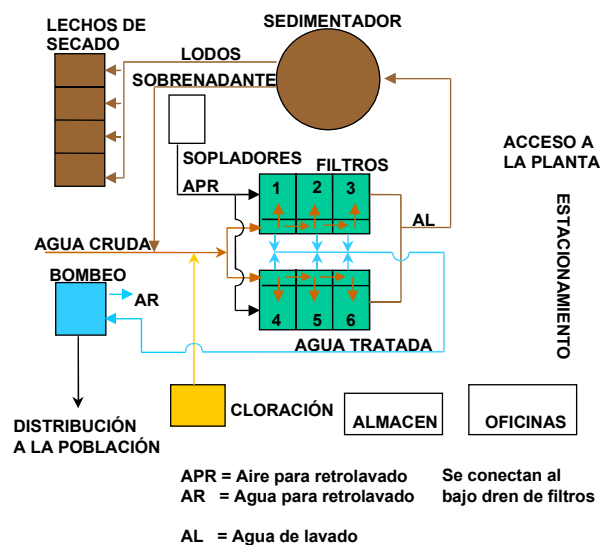 LECHOS DE
SECADO
SEDIMENTADOR
LODOS
SOBRENADANTE
ACCESO A
LA PLANTA
SOPLADORES
FILTROS
APR
1 2 3
AL
ESTACIONAMIENTO
AGUA CRUDA
BOMBEO
AR
4 5 6
AGUA TRATADA
CLORACIÓN
ALMACEN
OFICINAS
DISTRIBUCIÓN
A LA POBLACIÓN
APR = Aire para retrolavado
AR = Agua para retrolavado
Se conectan al
bajo dren de filtros
AL = Agua de lavado